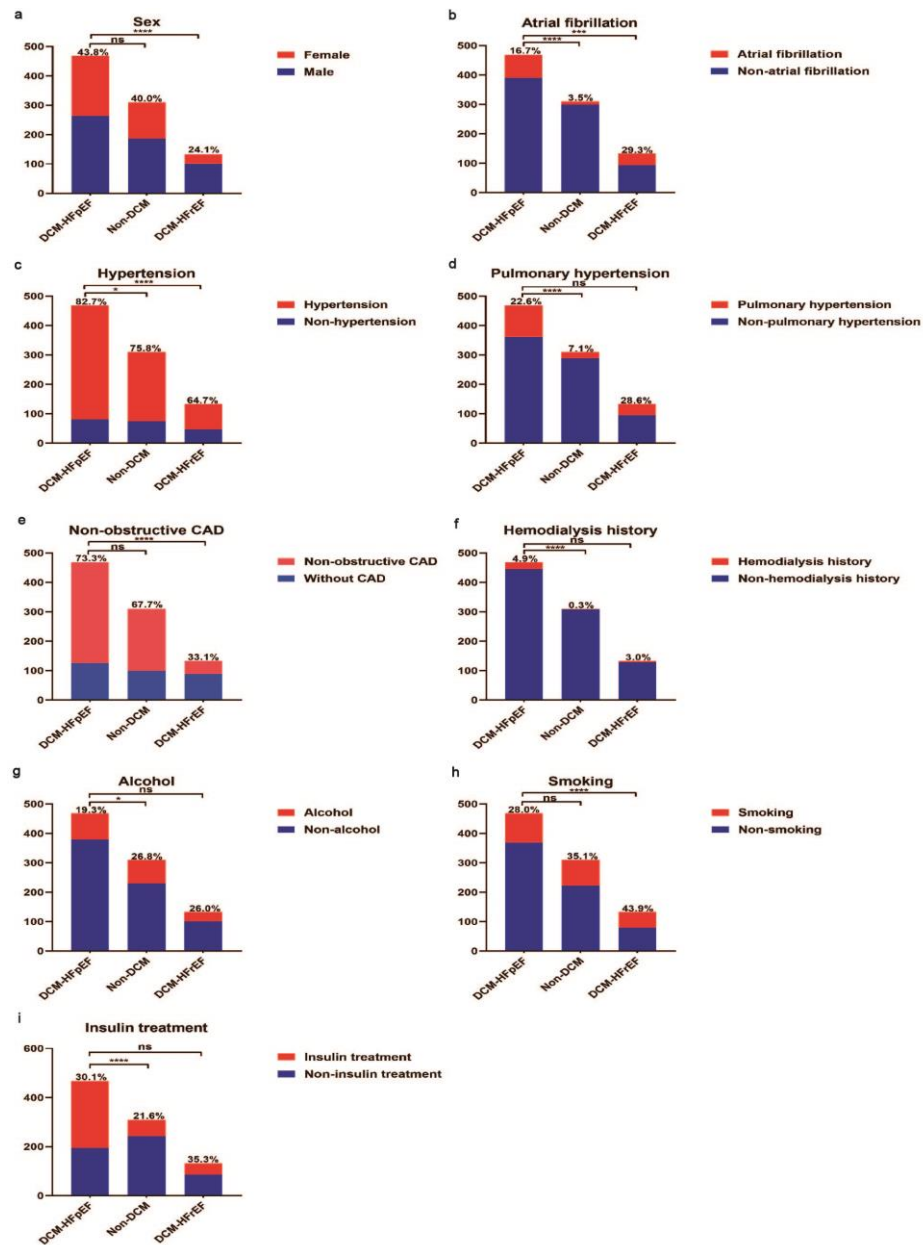 a
Sex
****
ns
43.8%
40.0%
24.1%
500
400
300
200
100
0
DCM-HFpEF
Non-DCM
DCM-HFrEF
Female
Male
b
Atrial fibrillation
***
****
16.7%
3.5%
29.3%
500
400
300
200
100
0
DCM-HFpEF
Non-DCM
DCM-HFrEF
Atrial fibrillation
Non-atrial fibrillation
c
Hypertension
****
*
82.7%
75.8%
64.7%
500
400
300
200
100
0
DCM-HFpEF
Non-DCM
DCM-HFrEF
Hypertension
Non-hypertension
d
Pulmonary hypertension
ns
****
22.6%
7.1%
28.6%
500
400
300
200
100
0
DCM-HFpEF
Non-DCM
DCM-HFrEF
Pulmonary hypertension
Non-pulmonary hypertension
e
Non-obstructive CAD
****
ns
73.3%
67.7%
33.1%
500
400
300
200
100
0
DCM-HFpEF
Non-DCM
DCM-HFrEF
Non-obstructive CAD
Without CAD
f
Hemodialysis history
ns
****
4.9%
0.3%
3.0%
500
400
300
200
100
0
DCM-HFpEF
Non-DCM
DCM-HFrEF
Hemodialysis history
Non-hemodialysis history
g
Alcohol
ns
*
19.3%
26.8%
26.0%
500
400
300
200
100
0
DCM-HFpEF
Non-DCM
DCM-HFrEF
Alcohol
Non-alcohol
h
Smoking
****
ns
28.0%
35.1%
43.9%
500
400
300
200
100
0
DCM-HFpEF
Non-DCM
DCM-HFrEF
Smoking
Non-smoking
i
Insulin treatment
ns
****
30.1%
21.6%
35.3%
600
400
200
0
DCM-HFpEF
Non-DCM
DCM-HFrEF
Insulin treatment
Non-insulin treatment